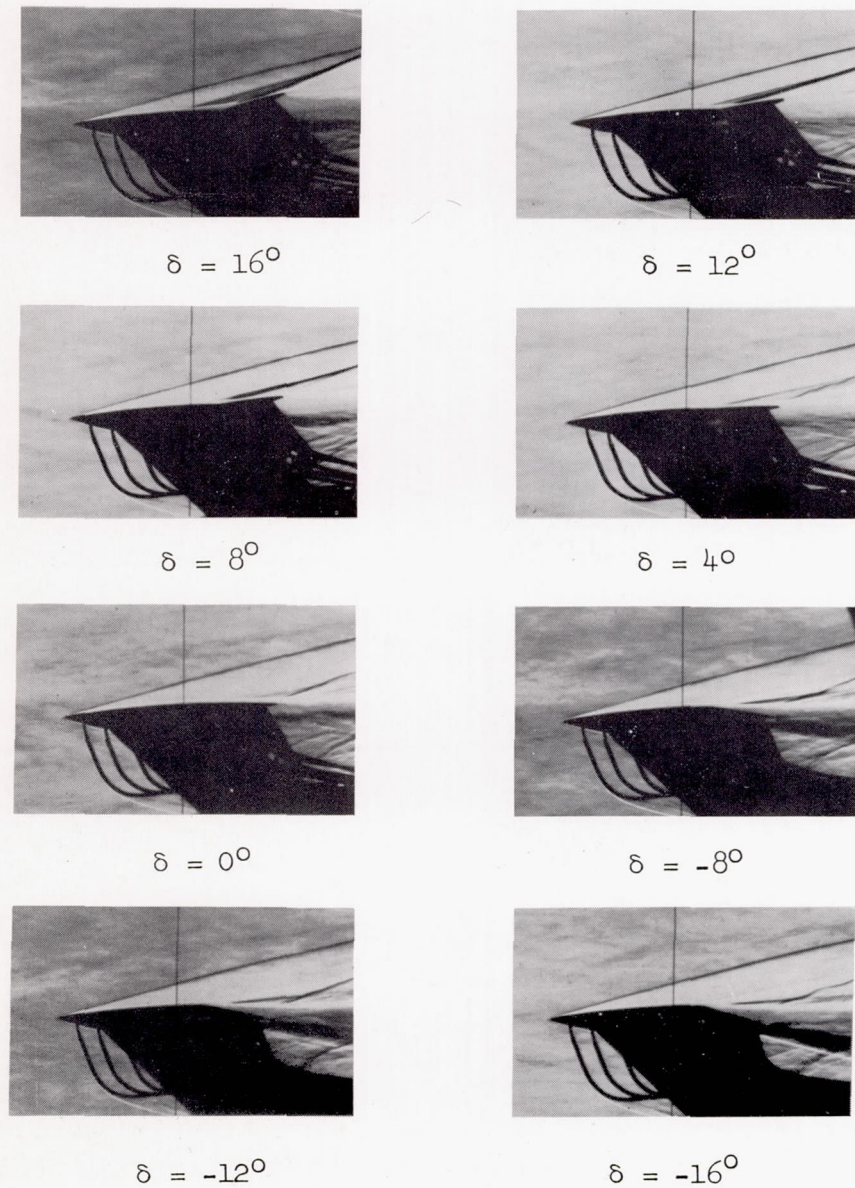 δ = 16°
δ = 12°
δ = 8°
δ = 4°
δ = 0°
δ = -8°
δ = -12°
δ = -16°